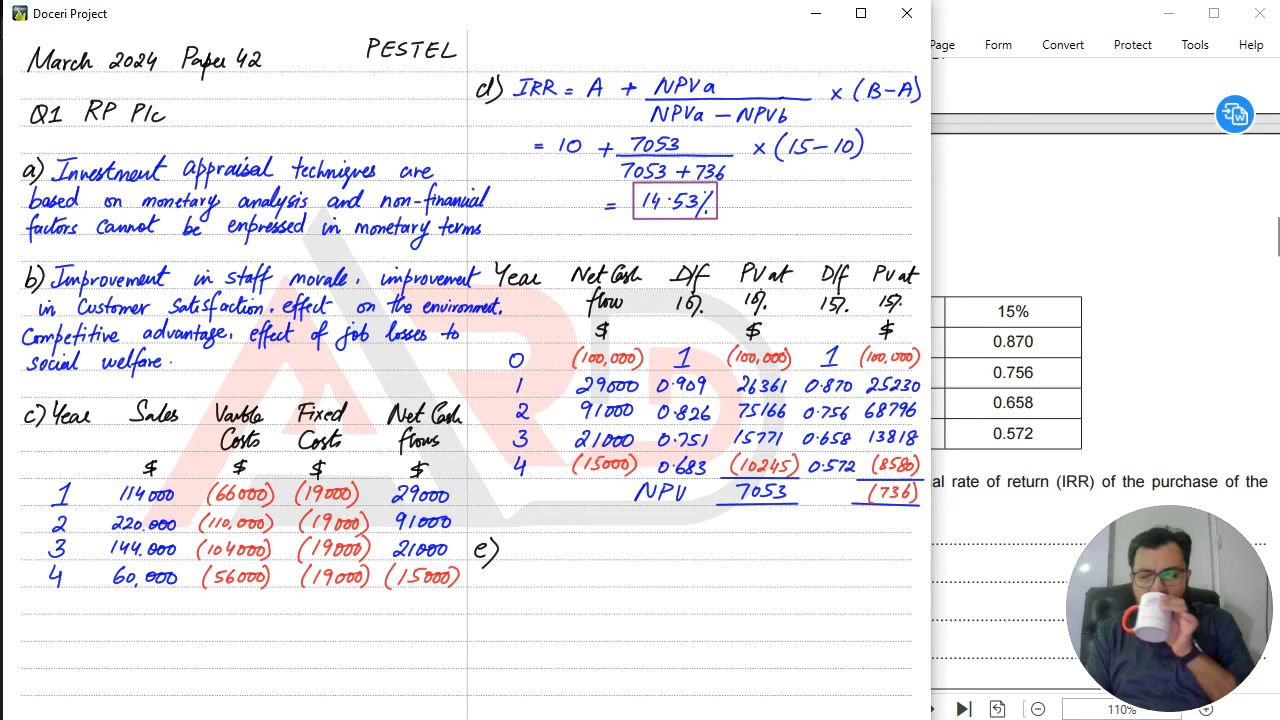 Doceri Project
March 2024 Paper 42
PESTEL
Q1 RP Plc
a) Investment appraisal techniques are
based on monetary analysis and non-financial
factors cannot be enpressed in monetary terms
b) Improvement in staff morale, improvement
in Customer Satisfaction, effect on the environment,
Competitive advantage, effect of job losses to
social welfare.
c) Year Sales Varble Fixed Net Cash
Costs Costs flows
$ $ $ $
1 114000 (66000) (19000) 29000
2 220.000 (110,000) (19000) 91000
3 144.000 (104000) (19000) 21000
4 60,000 (56000) (19000) (15000)
d) IRR = A + NPVa × (B-A)
NPVa - NPVb
= 10 + 7053 × (15-10)
7053 + 736
= 14.53%
Year Net Cash D/f PV at D/f PV at
flow 10% 10% 15% 15%
$ $ $
0 (100,000) 1 (100,000) 1 (100,000)
1 29000 0.909 26361 0.870 25230
2 91000 0.826 75166 0.756 68796
3 21000 0.751 15771 0.658 13818
4 (15000) 0.683 (10245) 0.572 (8580)
NPV 7053 (736)
e)
ARD
Page Form Convert Protect Tools Help
15%
0.870
0.756
0.658
0.572
al rate of return (IRR) of the purchase of the
110%